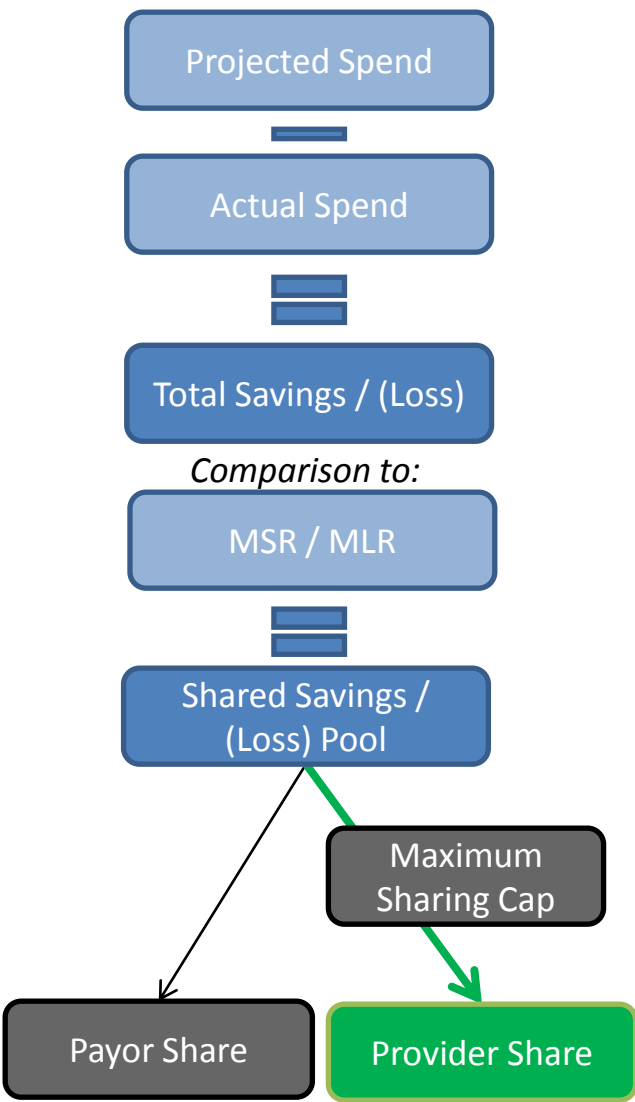 Projected Spend
Actual Spend
Total Savings / (Loss)
Comparison to:
MSR / MLR
Shared Savings /
(Loss) Pool
Maximum
Sharing Cap
Payor Share
Provider Share